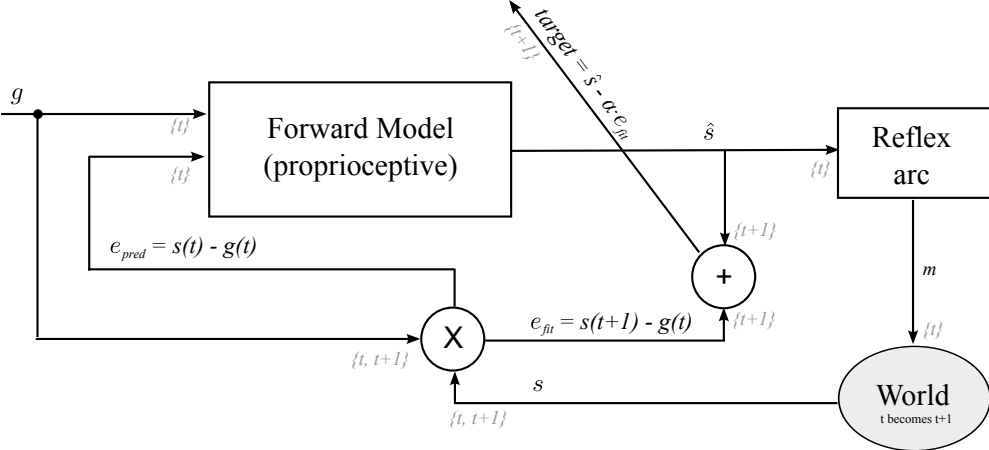 {t+1}
target = ŝ - α e_fit
g
{t}
Forward Model
(proprioceptive)
{t}
ŝ
{t}
Reflex
arc
{t+1}
e_pred = s(t) - g(t)
+
m
e_fit = s(t+1) - g(t)
{t+1}
{t}
X
{t, t+1}
s
{t, t+1}
World
t becomes t+1